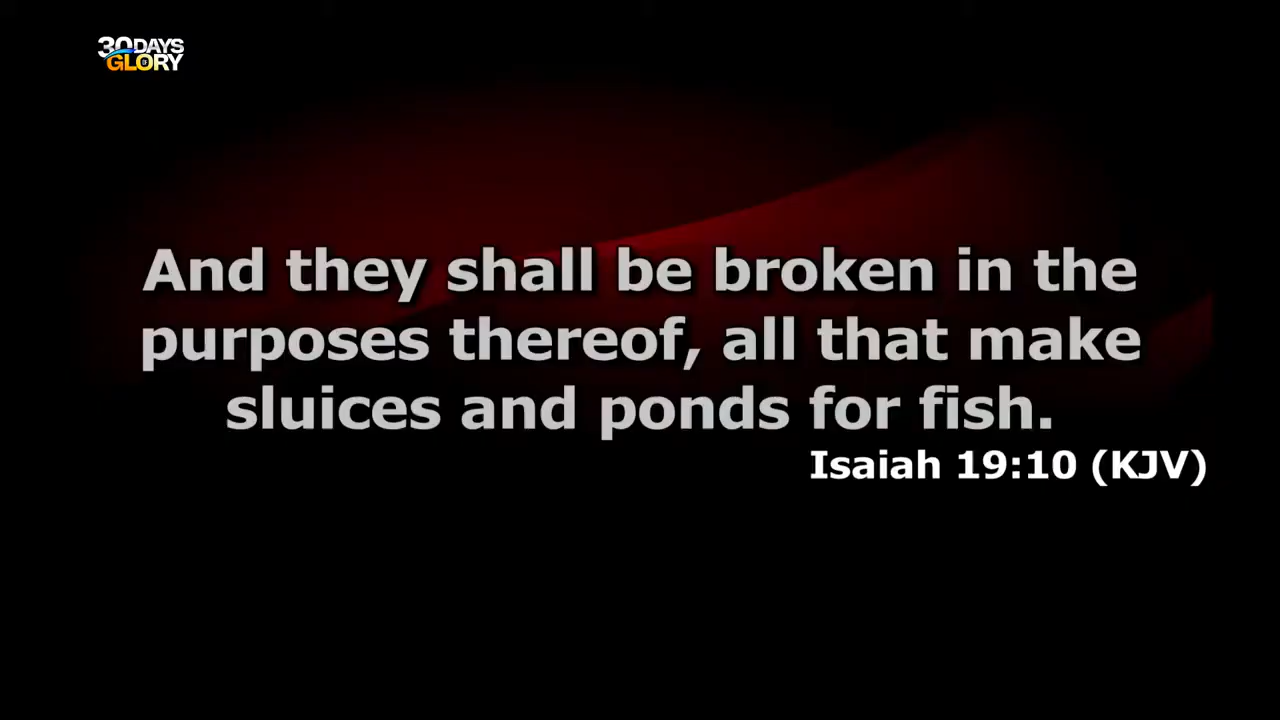 30DAYS
OF
GLORY
And they shall be broken in the
purposes thereof, all that make
sluices and ponds for fish.
Isaiah 19:10 (KJV)